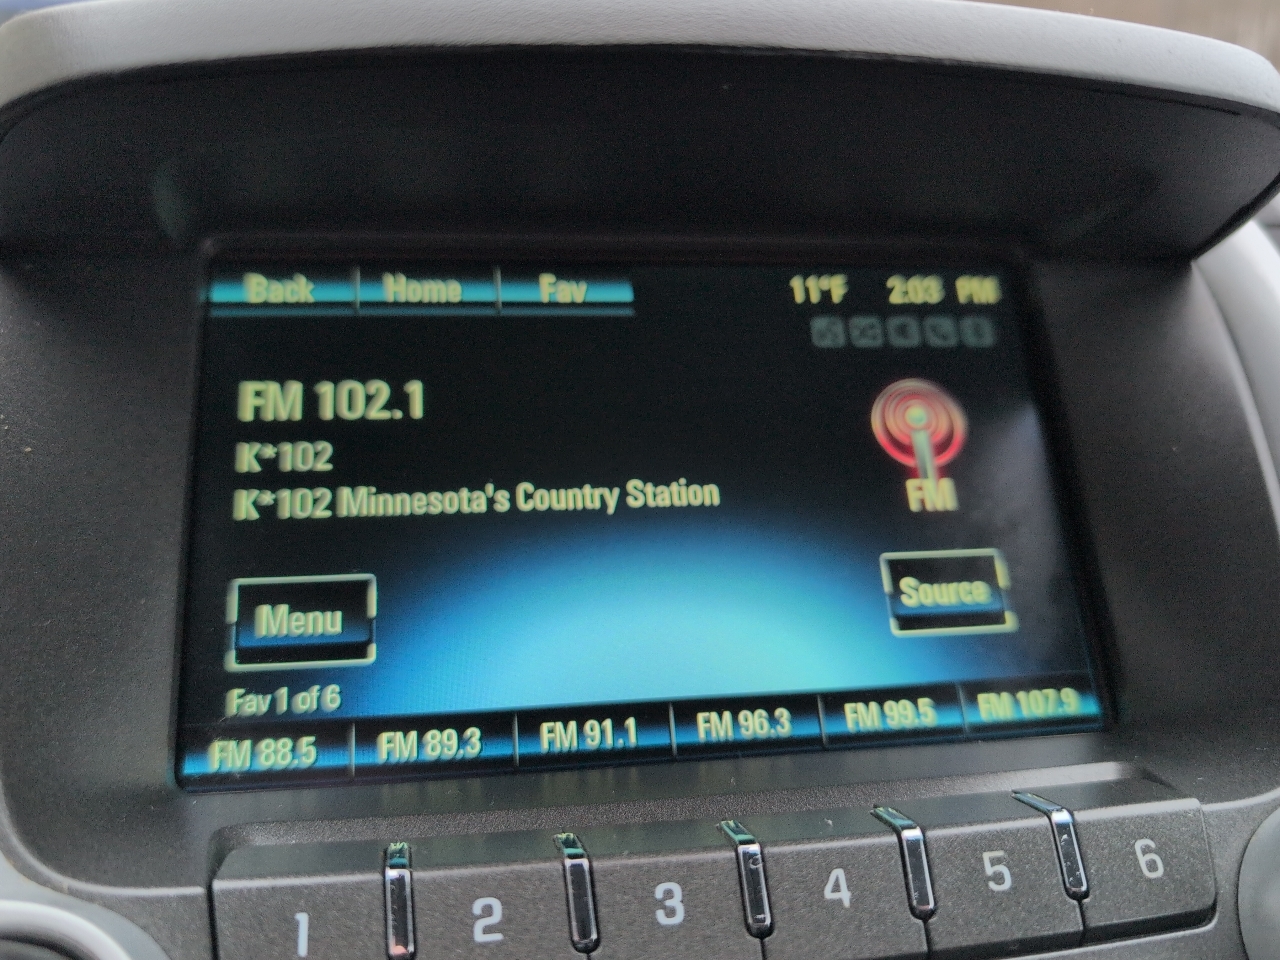 Back Home Fav 11°F 2:03 PM
FM 102.1
K*102
K*102 Minnesota's Country Station
FM
Menu
Source
Fav 1 of 6
FM 88.5 FM 89.3 FM 91.1 FM 96.3 FM 99.5 FM 107.9
1 2 3 4 5 6